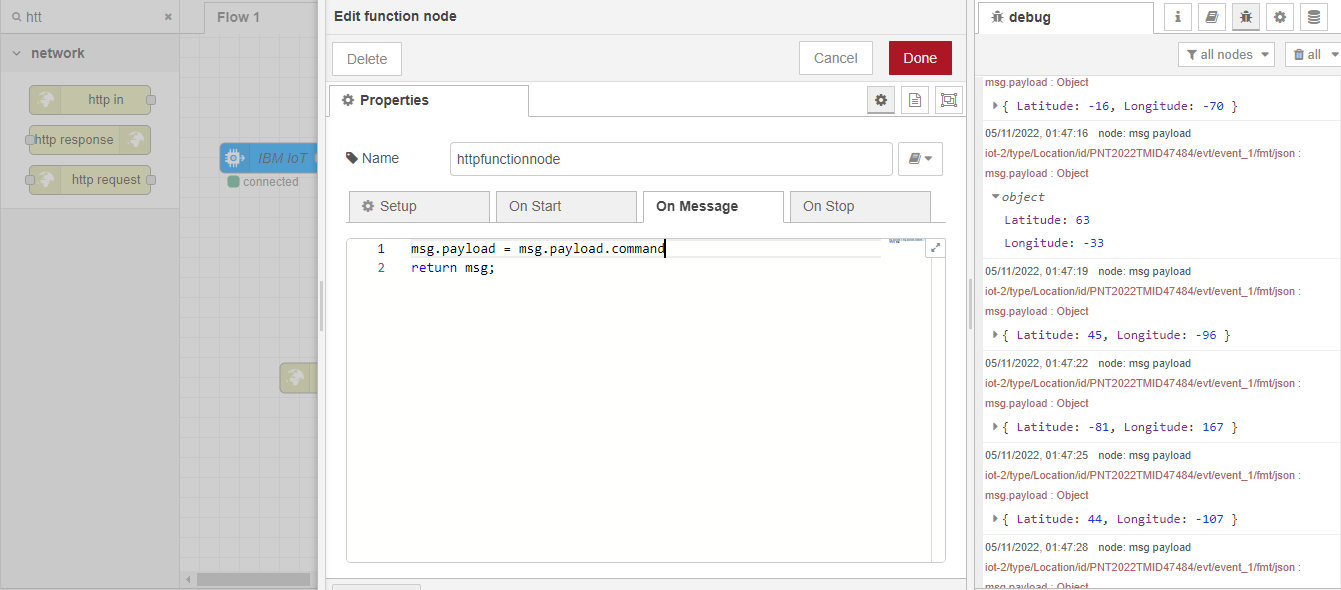 htt
×
network
http in
http response
http request
Flow 1
IBM IoT
connected
Edit function node
Delete
Cancel
Done
Properties
Name
httpfunctionnode
Setup
On Start
On Message
On Stop
1 msg.payload = msg.payload.command
2 return msg;
debug
i
all nodes
all
msg.payload : Object
{ Latitude: -16, Longitude: -70 }
05/11/2022, 01:47:16 node: msg payload
iot-2/type/Location/id/PNT2022TMID47484/evt/event_1/fmt/json :
msg.payload : Object
object
Latitude: 63
Longitude: -33
05/11/2022, 01:47:19 node: msg payload
iot-2/type/Location/id/PNT2022TMID47484/evt/event_1/fmt/json :
msg.payload : Object
{ Latitude: 45, Longitude: -96 }
05/11/2022, 01:47:22 node: msg payload
iot-2/type/Location/id/PNT2022TMID47484/evt/event_1/fmt/json :
msg.payload : Object
{ Latitude: -81, Longitude: 167 }
05/11/2022, 01:47:25 node: msg payload
iot-2/type/Location/id/PNT2022TMID47484/evt/event_1/fmt/json :
msg.payload : Object
{ Latitude: 44, Longitude: -107 }
05/11/2022, 01:47:28 node: msg payload
iot-2/type/Location/id/PNT2022TMID47484/evt/event_1/fmt/json :
msg.payload : Object